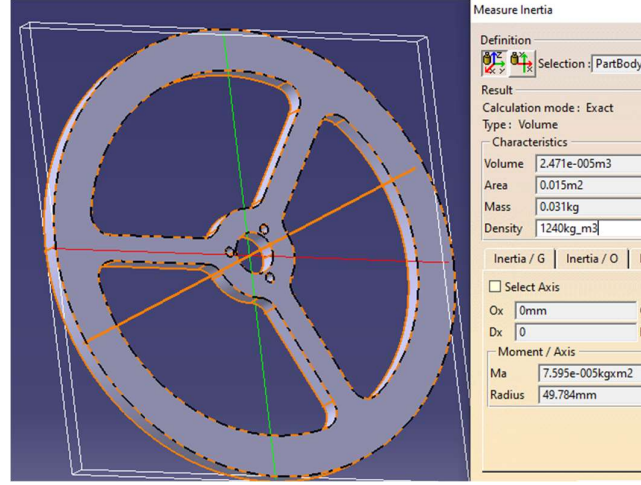 Measure Inertia
Definition
Selection : PartBody
Result
Calculation mode : Exact
Type : Volume
Characteristics
Volume 2.471e-005m3
Area 0.015m2
Mass 0.031kg
Density 1240kg_m3
Inertia / G Inertia / O
Select Axis
Ox 0mm
Dx 0
Moment / Axis
Ma 7.595e-005kgxm2
Radius 49.784mm